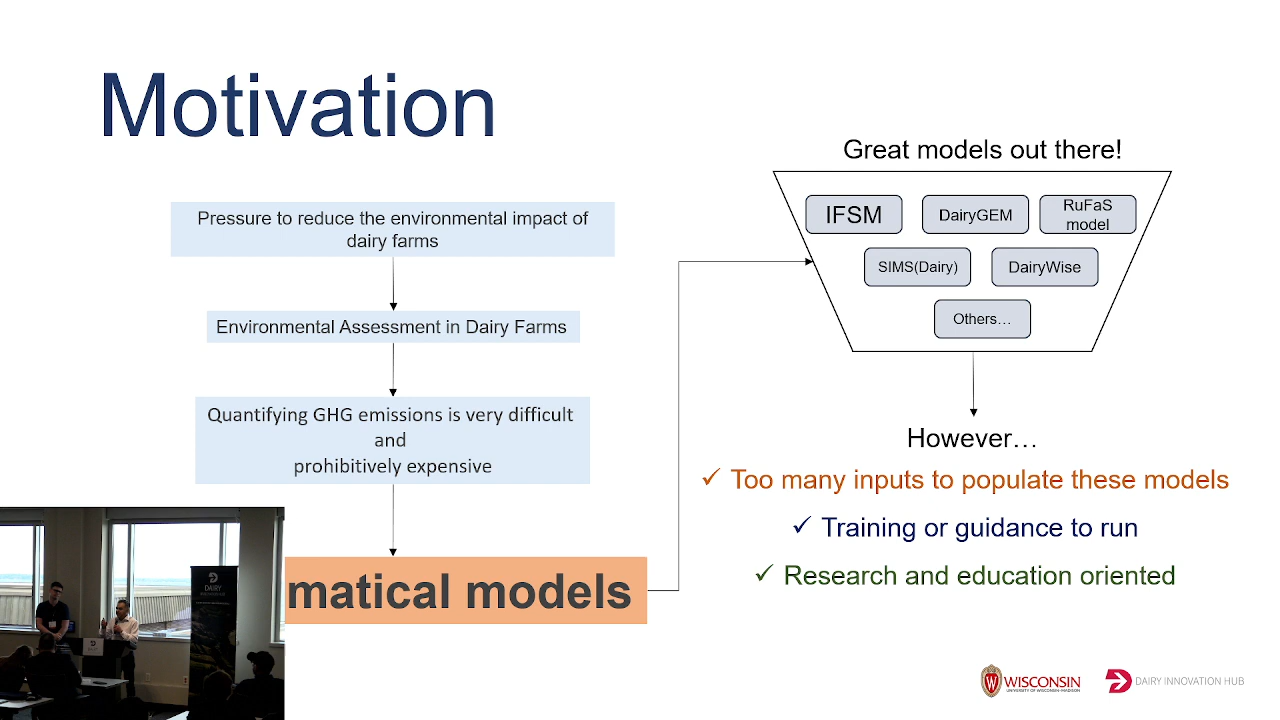 Motivation
Pressure to reduce the environmental impact of
dairy farms
Environmental Assessment in Dairy Farms
Quantifying GHG emissions is very difficult
and
prohibitively expensive
matical models
Great models out there!
IFSM
DairyGEM
RuFaS
model
SIMS(Dairy)
DairyWise
Others…
However…
✓ Too many inputs to populate these models
✓ Training or guidance to run
✓ Research and education oriented
WISCONSIN
UNIVERSITY OF WISCONSIN-MADISON
DAIRY INNOVATION HUB
DAIRY